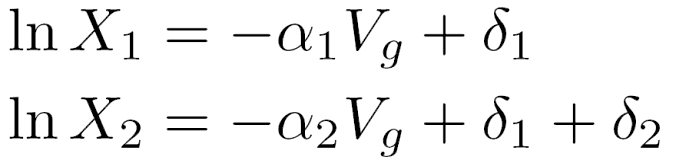 ln X₁ = −α₁V_g + δ₁
ln X₂ = −α₂V_g + δ₁ + δ₂